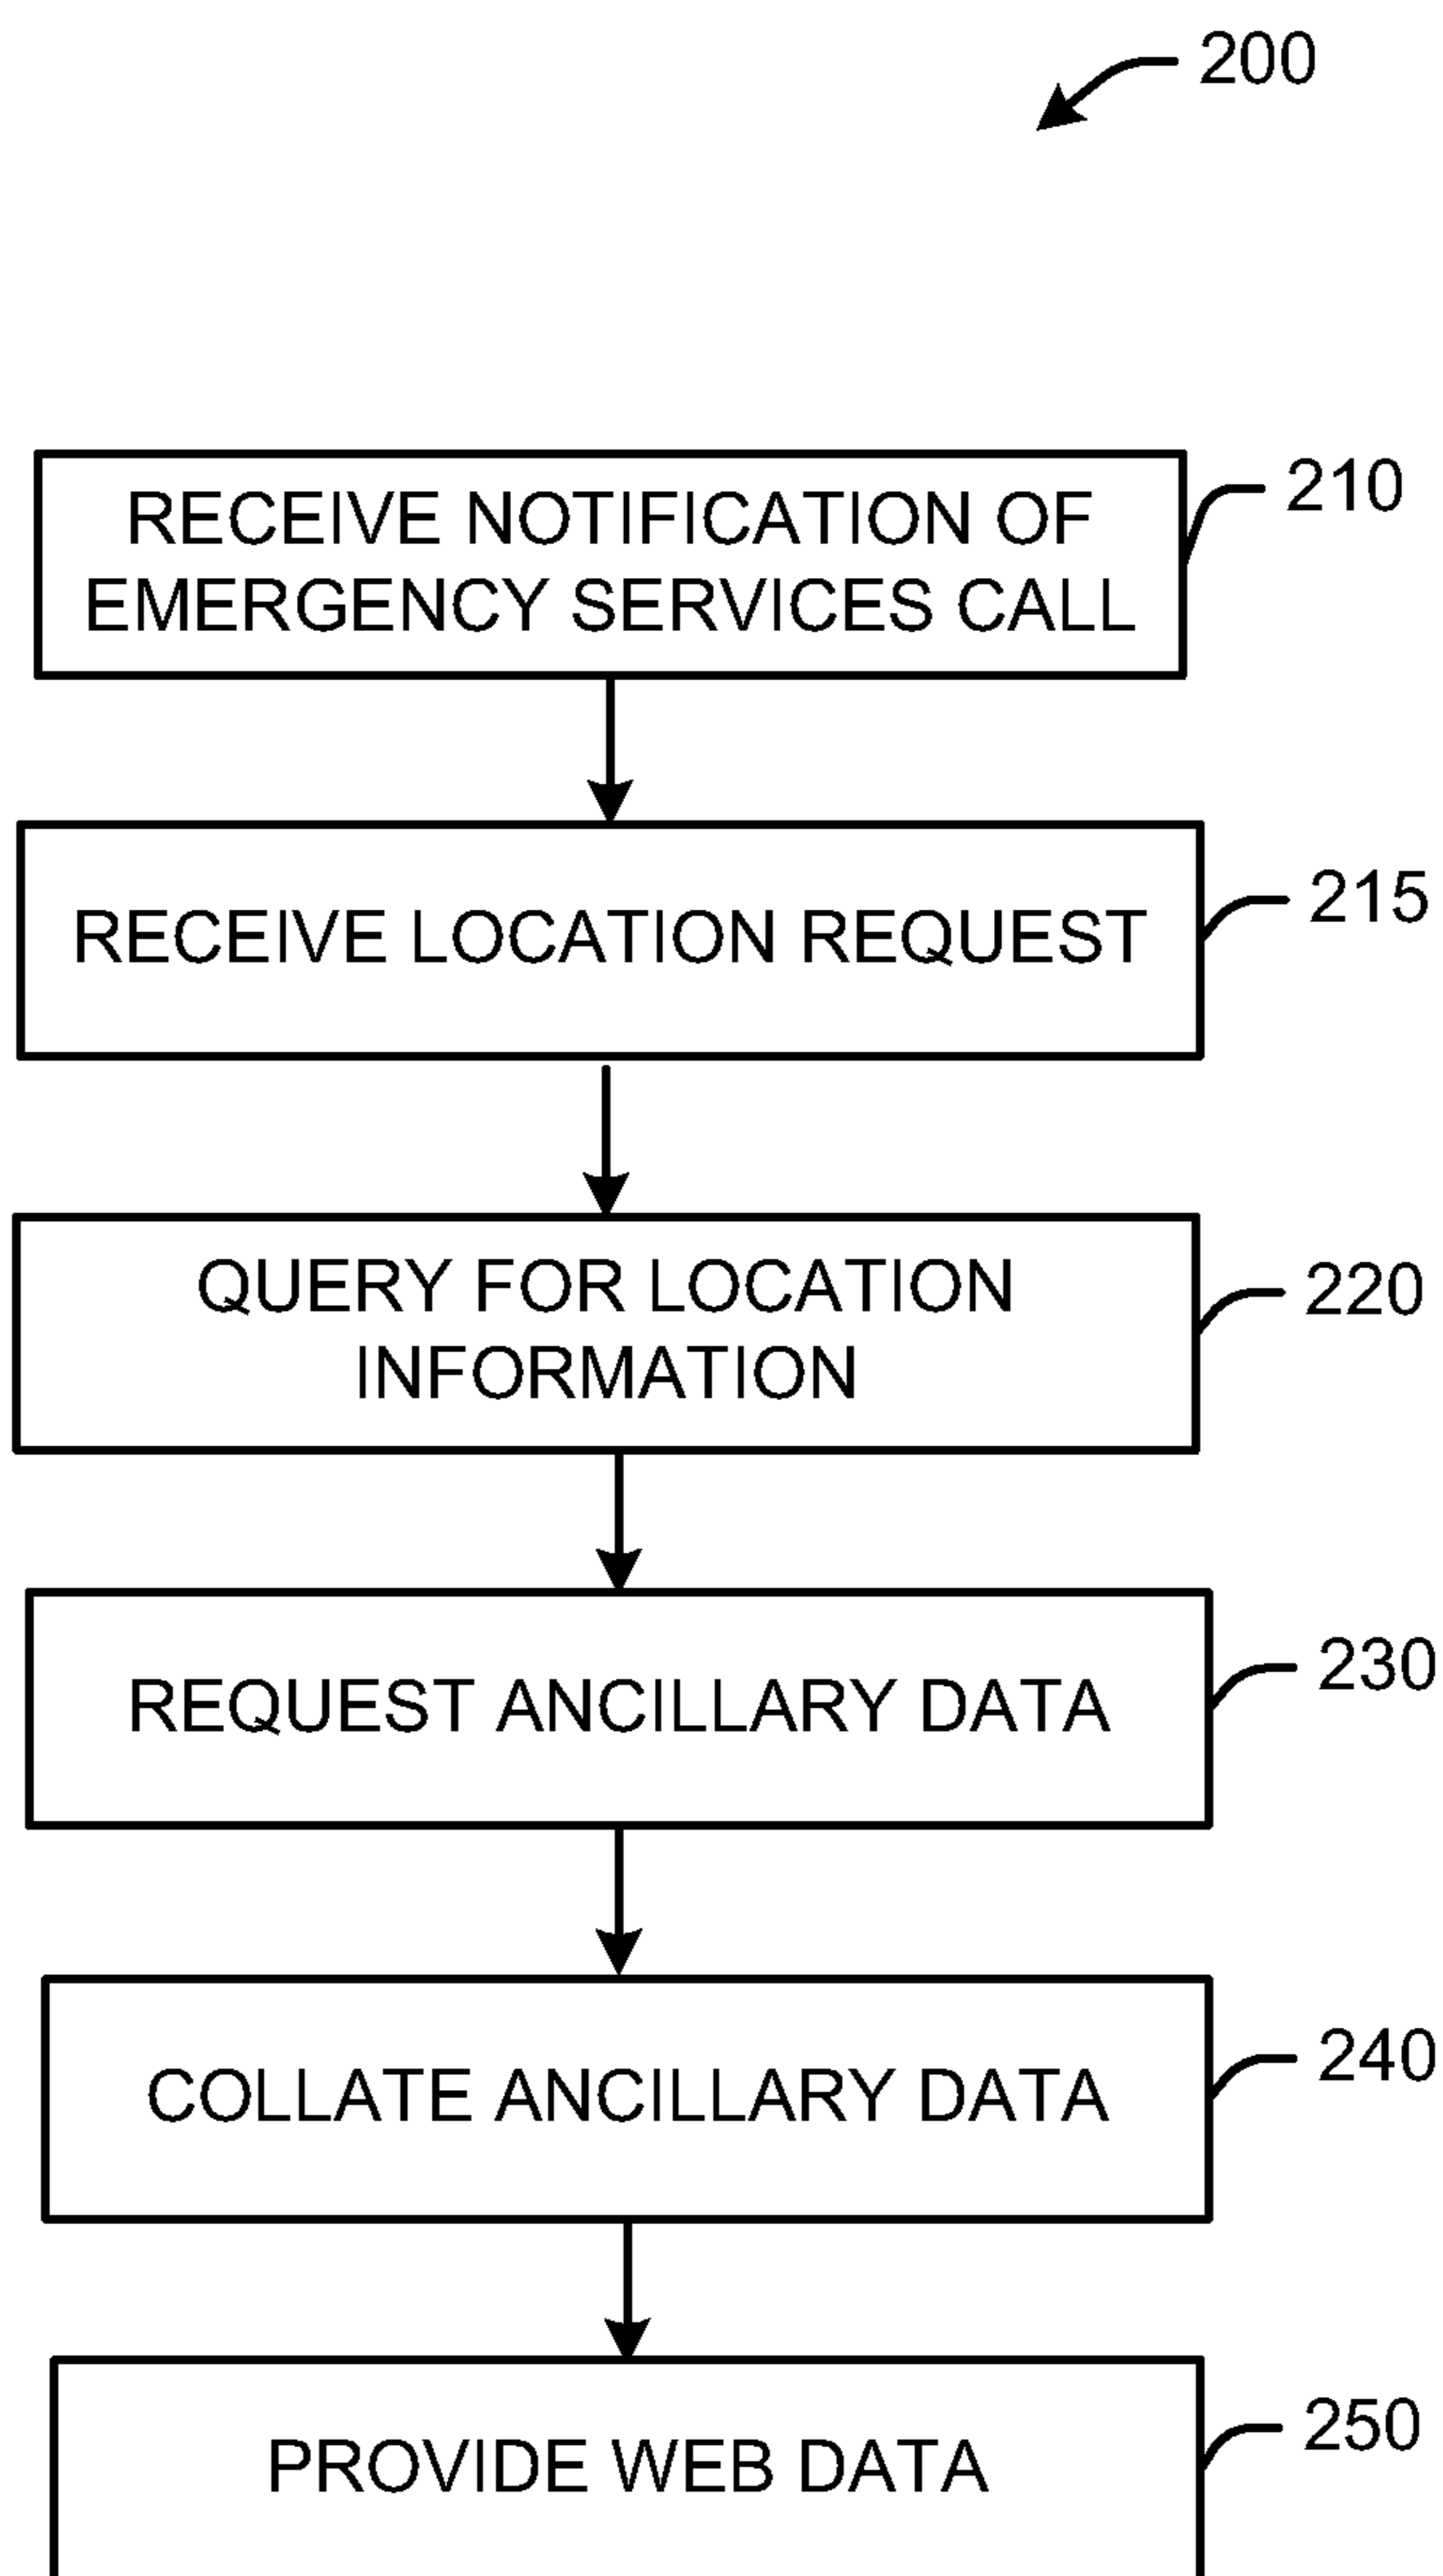 200
RECEIVE NOTIFICATION OF
EMERGENCY SERVICES CALL
210
RECEIVE LOCATION REQUEST
215
QUERY FOR LOCATION
INFORMATION
220
REQUEST ANCILLARY DATA
230
COLLATE ANCILLARY DATA
240
PROVIDE WEB DATA
250